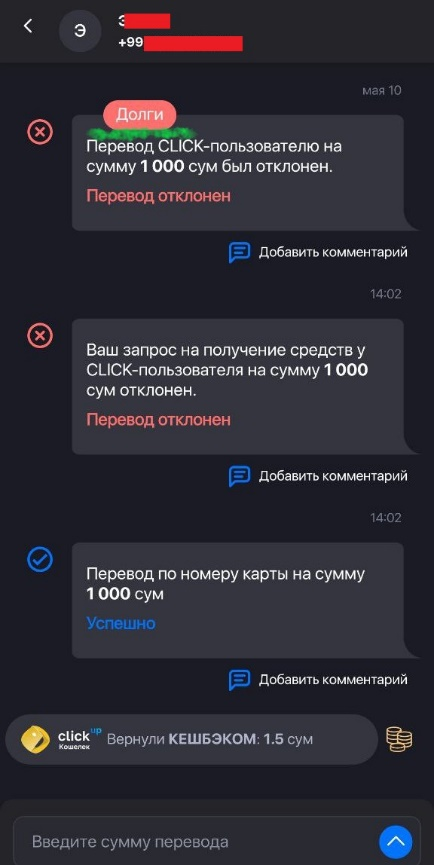 Э
+99
мая 10
Долги
Перевод CLICK-пользователю на
сумму 1 000 сум был отклонен.
Перевод отклонен
Добавить комментарий
14:02
Ваш запрос на получение средств у
CLICK-пользователя на сумму 1 000
сум отклонен.
Перевод отклонен
Добавить комментарий
14:02
Перевод по номеру карты на сумму
1 000 сум
Успешно
Добавить комментарий
click up Вернули КЕШБЭКОМ: 1.5 сум
Кошелек
Введите сумму перевода